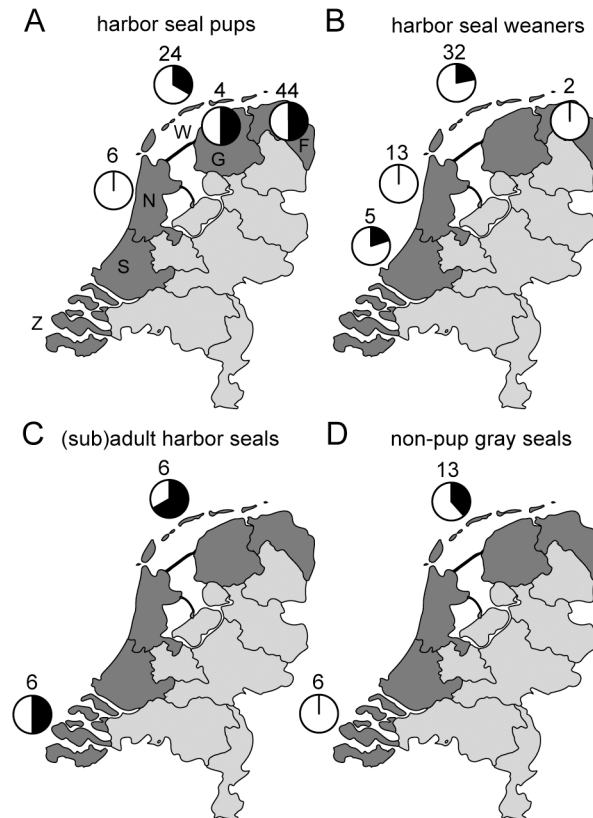 A harbor seal pups
24
4
44
W
F
G
6
N
S
Z
B harbor seal weaners
32
2
13
5
C (sub)adult harbor seals
6
6
D non-pup gray seals
13
6